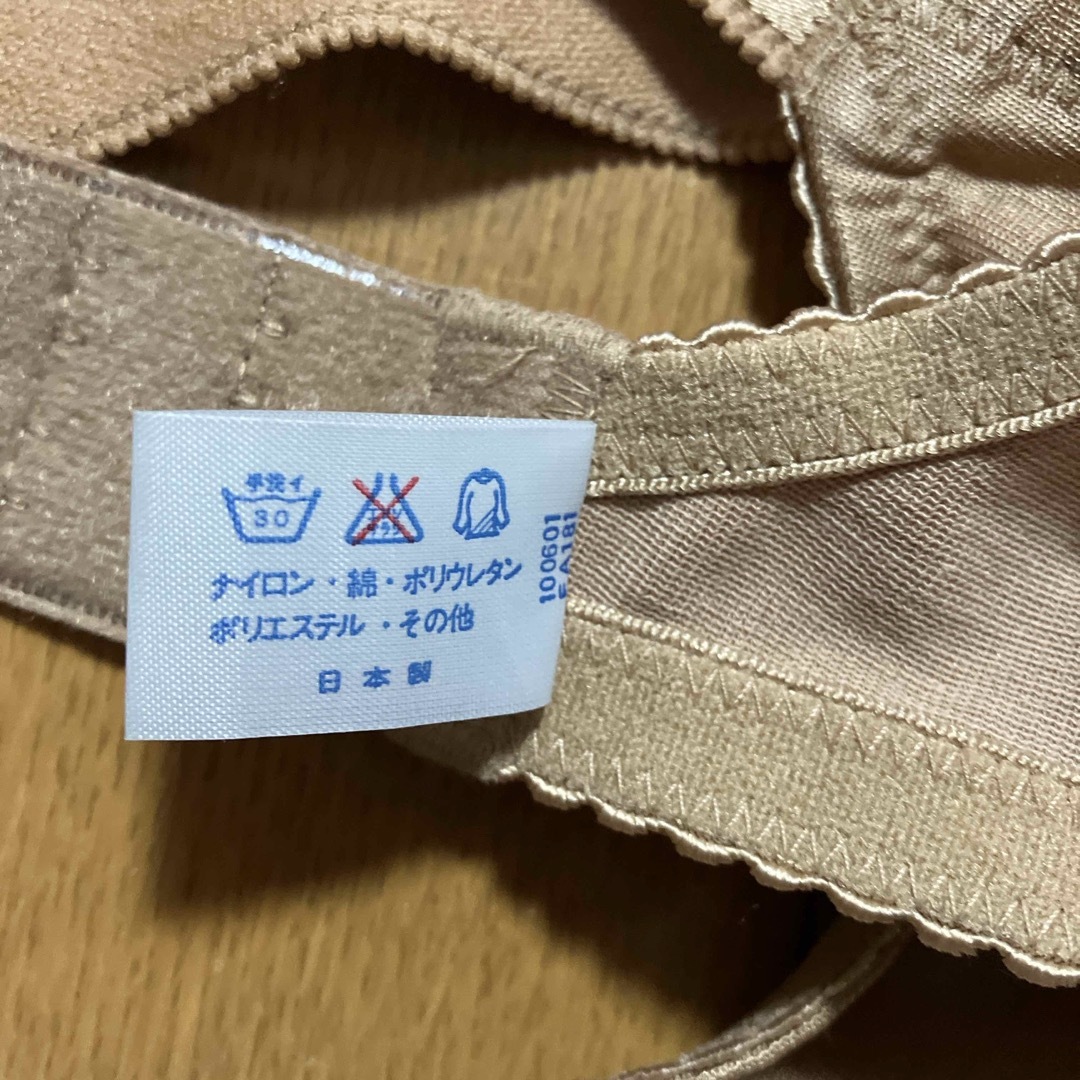 手洗イ
30
ナイロン・綿・ポリウレタン
ポリエステル・その他
日本製
100601
A181